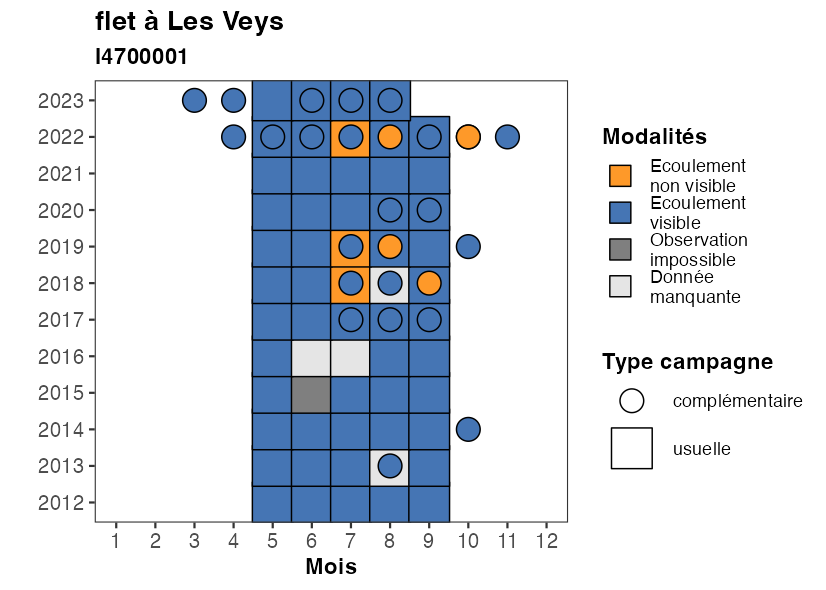 flet à Les Veys
I4700001
2023
2022
2021
2020
2019
2018
2017
2016
2015
2014
2013
2012
1 2 3 4 5 6 7 8 9 10 11 12
Mois
Modalités
Ecoulement
non visible
Ecoulement
visible
Observation
impossible
Donnée
manquante
Type campagne
complémentaire
usuelle